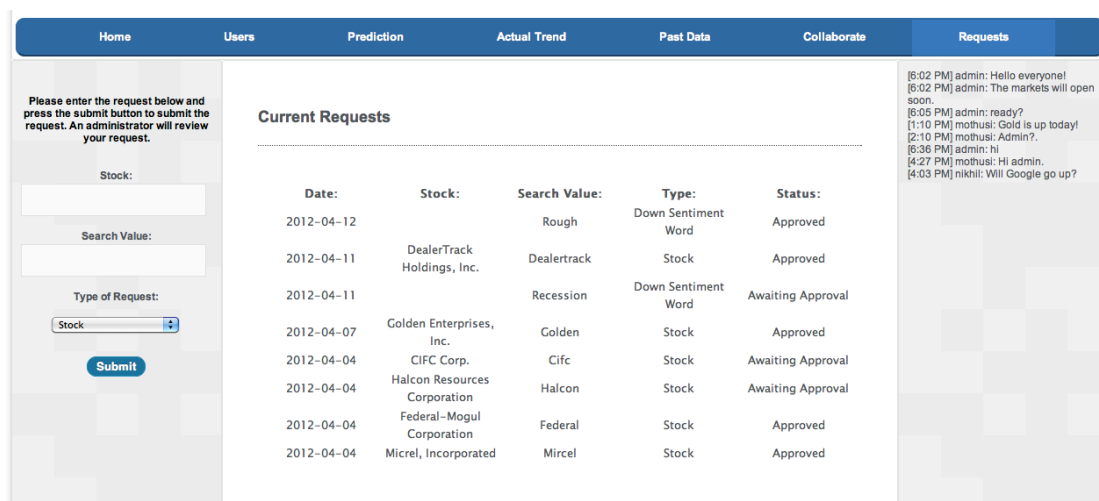 Home Users Prediction Actual Trend Past Data Collaborate Requests
Please enter the request below and
press the submit button to submit the
request. An administrator will review
your request.
Stock:
Search Value:
Type of Request:
Stock
Submit
Current Requests
Date: Stock: Search Value: Type: Status:
2012-04-12 Rough Down Sentiment Word Approved
2012-04-11 DealerTrack Holdings, Inc. Dealertrack Stock Approved
2012-04-11 Recession Down Sentiment Word Awaiting Approval
2012-04-07 Golden Enterprises, Inc. Golden Stock Approved
2012-04-04 CIFC Corp. Cifc Stock Awaiting Approval
2012-04-04 Halcon Resources Corporation Halcon Stock Awaiting Approval
2012-04-04 Federal-Mogul Corporation Federal Stock Approved
2012-04-04 Micrel, Incorporated Mircel Stock Approved
[6:02 PM] admin: Hello everyone!
[6:02 PM] admin: The markets will open
soon.
[6:05 PM] admin: ready?
[1:10 PM] mothusi: Gold is up today!
[2:10 PM] mothusi: Admin?.
[6:36 PM] admin: hi
[4:27 PM] mothusi: Hi admin.
[4:03 PM] nikhil: Will Google go up?